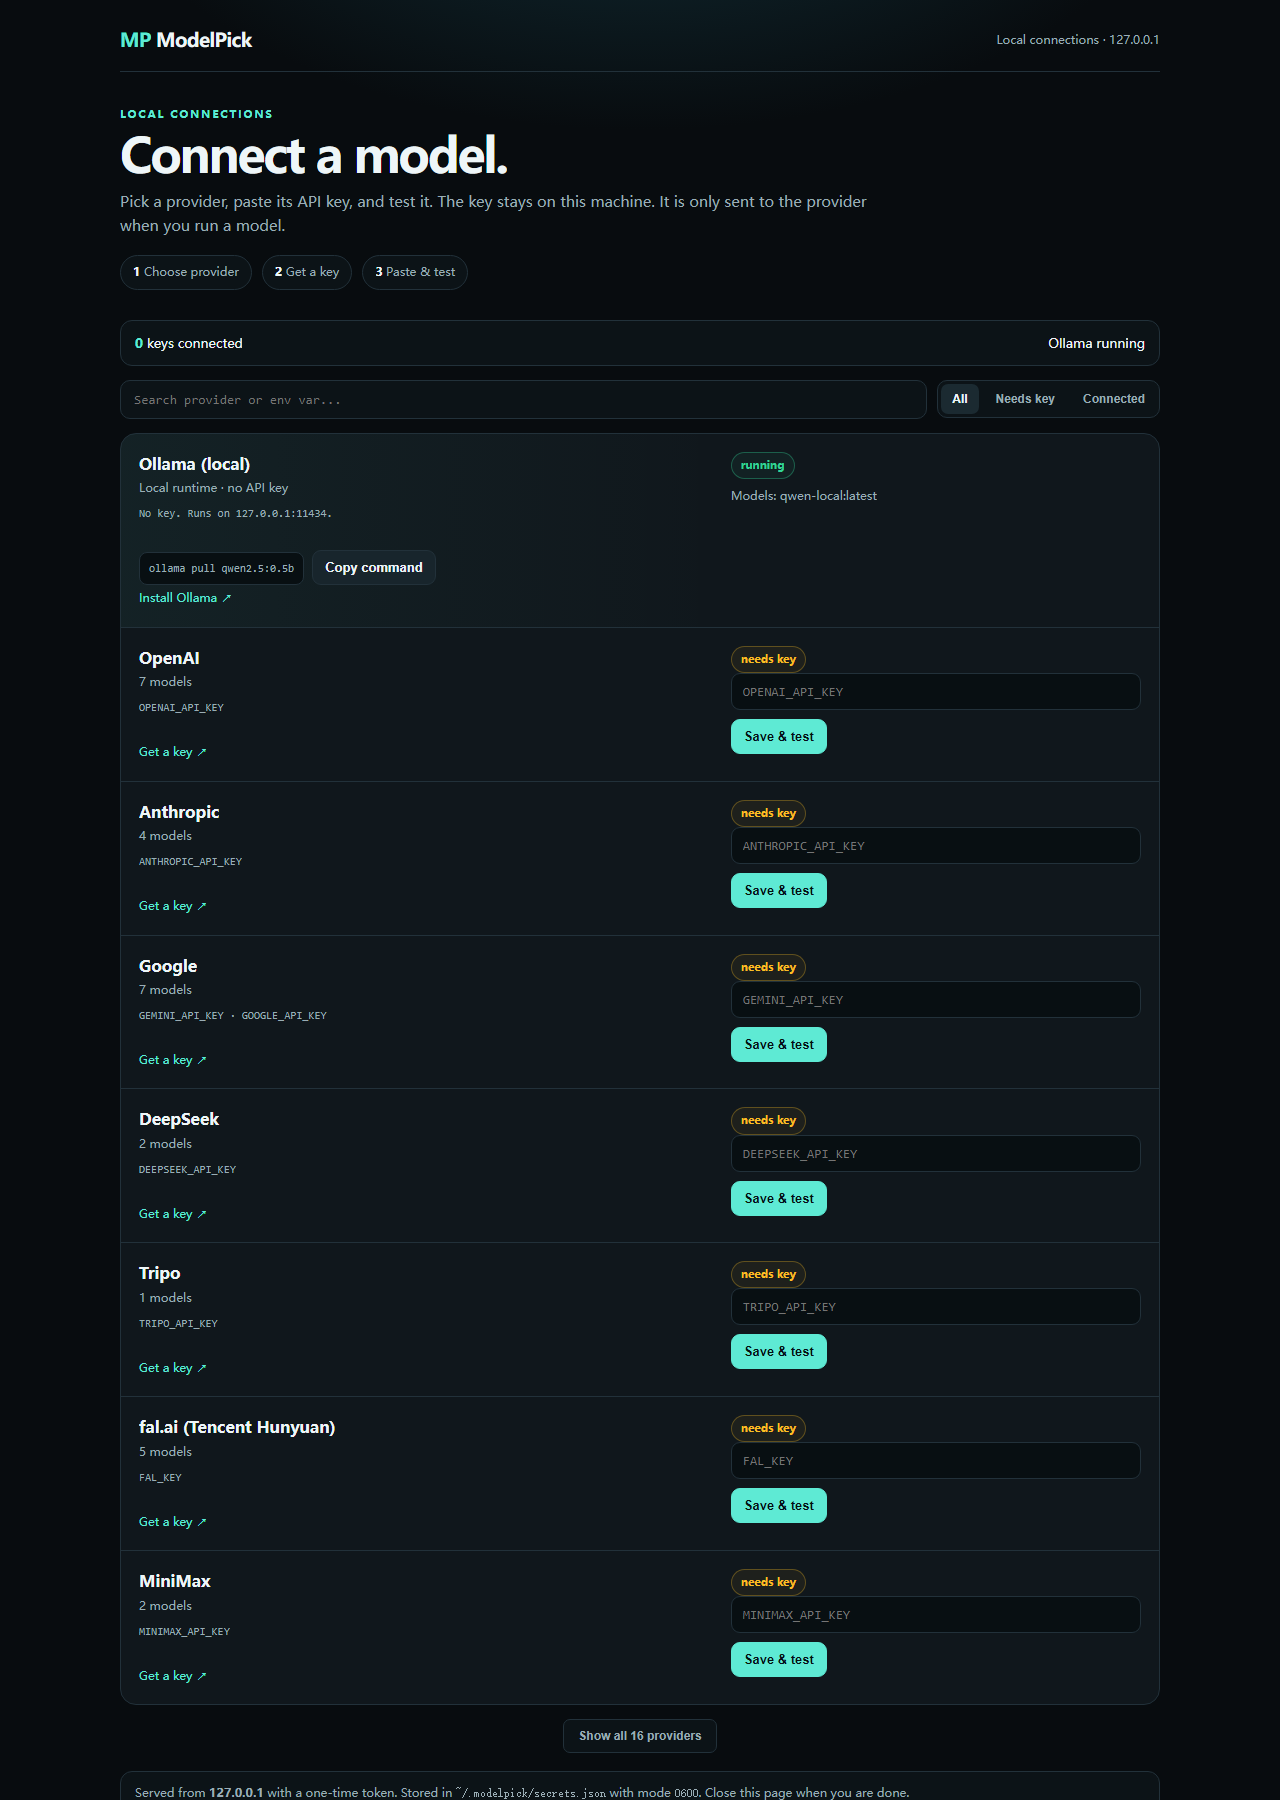 MP ModelPick
Local connections · 127.0.0.1
LOCAL CONNECTIONS
Connect a model.
Pick a provider, paste its API key, and test it. The key stays on this machine. It is only sent to the provider
when you run a model.
1 Choose provider
2 Get a key
3 Paste & test
0 keys connected
Ollama running
Search provider or env var...
All
Needs key
Connected
Ollama (local)
Local runtime · no API key
No key. Runs on 127.0.0.1:11434.
ollama pull qwen2.5:0.5b
Copy command
Install Ollama ↗
running
Models: qwen-local:latest
OpenAI
7 models
OPENAI_API_KEY
Get a key ↗
needs key
OPENAI_API_KEY
Save & test
Anthropic
4 models
ANTHROPIC_API_KEY
Get a key ↗
needs key
ANTHROPIC_API_KEY
Save & test
Google
7 models
GEMINI_API_KEY · GOOGLE_API_KEY
Get a key ↗
needs key
GEMINI_API_KEY
Save & test
DeepSeek
2 models
DEEPSEEK_API_KEY
Get a key ↗
needs key
DEEPSEEK_API_KEY
Save & test
Tripo
1 models
TRIPO_API_KEY
Get a key ↗
needs key
TRIPO_API_KEY
Save & test
fal.ai (Tencent Hunyuan)
5 models
FAL_KEY
Get a key ↗
needs key
FAL_KEY
Save & test
MiniMax
2 models
MINIMAX_API_KEY
Get a key ↗
needs key
MINIMAX_API_KEY
Save & test
Show all 16 providers
Served from 127.0.0.1 with a one-time token. Stored in ~/.modelpick/secrets.json with mode 0600. Close this page when you are done.